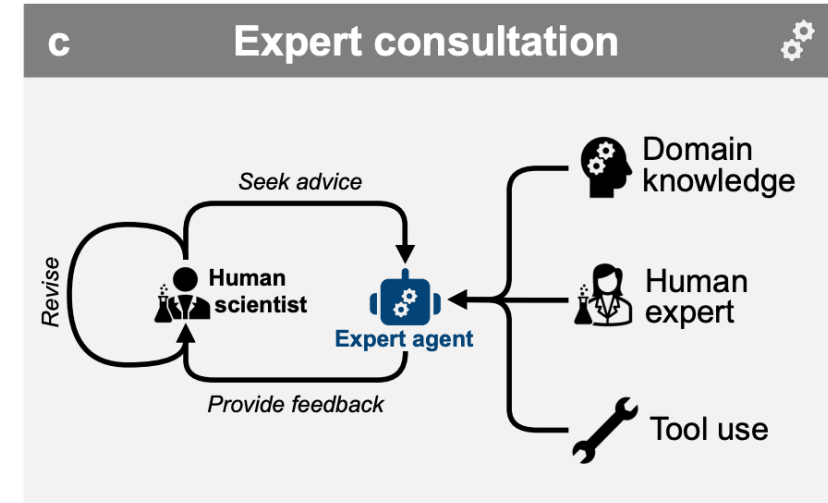 c
Expert consultation
Seek advice
Revise
Human
scientist
Expert agent
Provide feedback
Domain
knowledge
Human
expert
Tool use